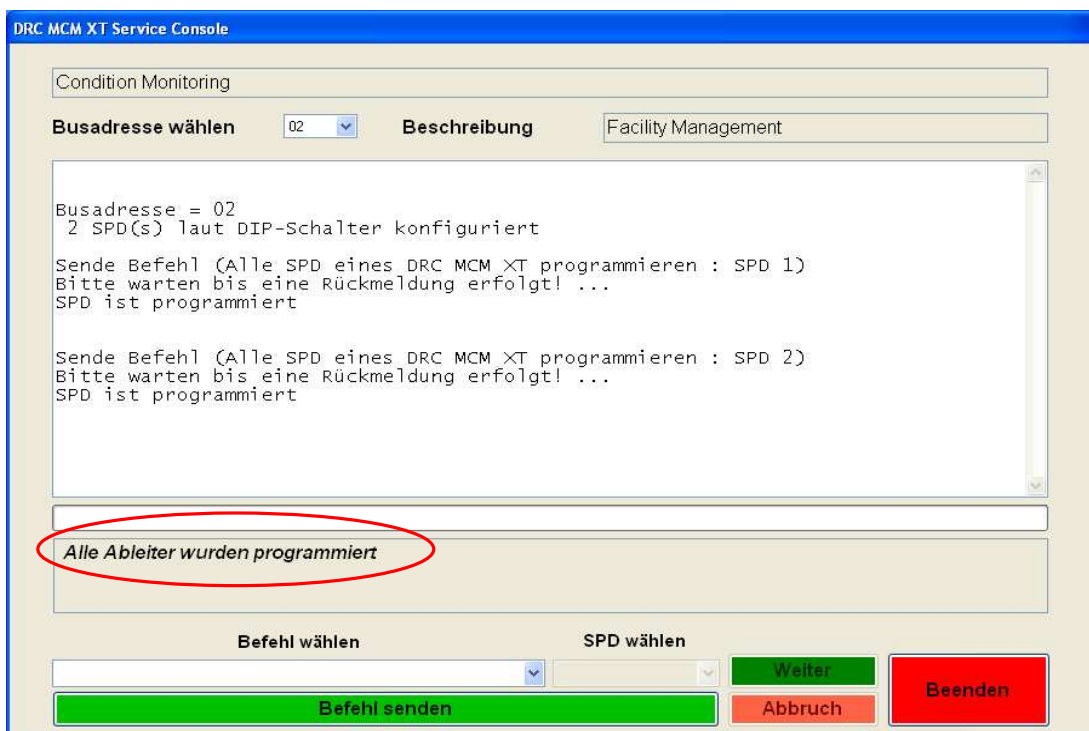 DRC MCM XT Service Console
Condition Monitoring
Busadresse wählen 02 Beschreibung Facility Management
Busadresse = 02
2 SPD(s) laut DIP-Schalter konfiguriert
Sende Befehl (Alle SPD eines DRC MCM XT programmieren : SPD 1)
Bitte warten bis eine Rückmeldung erfolgt! ...
SPD ist programmiert
Sende Befehl (Alle SPD eines DRC MCM XT programmieren : SPD 2)
Bitte warten bis eine Rückmeldung erfolgt! ...
SPD ist programmiert
Alle Ableiter wurden programmiert
Befehl wählen SPD wählen
Weiter
Beenden
Befehl senden Abbruch